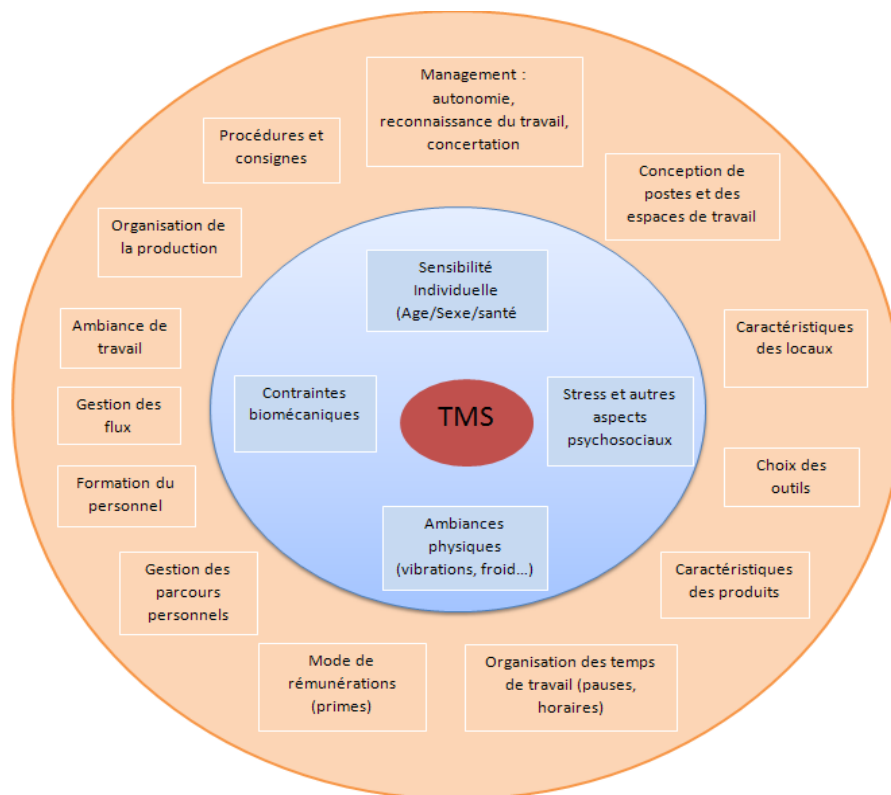 Management :
autonomie,
reconnaissance du travail,
concertation
Procédures et
consignes
Conception de
postes et des
espaces de travail
Organisation de
la production
Sensibilité
Individuelle
(Age/Sexe/santé
Ambiance de
travail
Caractéristiques
des locaux
Contraintes
biomécaniques
TMS
Stress et autres
aspects
psychosociaux
Gestion des
flux
Choix des
outils
Formation du
personnel
Ambiances
physiques
(vibrations, froid...)
Gestion des
parcours
personnels
Caractéristiques
des produits
Mode de
rémunérations
(primes)
Organisation des temps
de travail (pauses,
horaires)